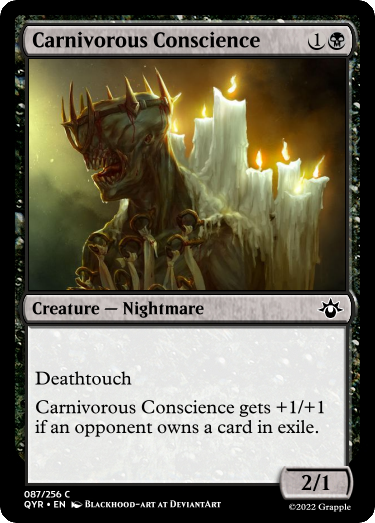 Carnivorous Conscience 1
Creature — Nightmare
Deathtouch
Carnivorous Conscience gets +1/+1
if an opponent owns a card in exile.
2/1
087/256 C
QYR • EN Blackhood-art at DeviantArt
©2022 Grapple